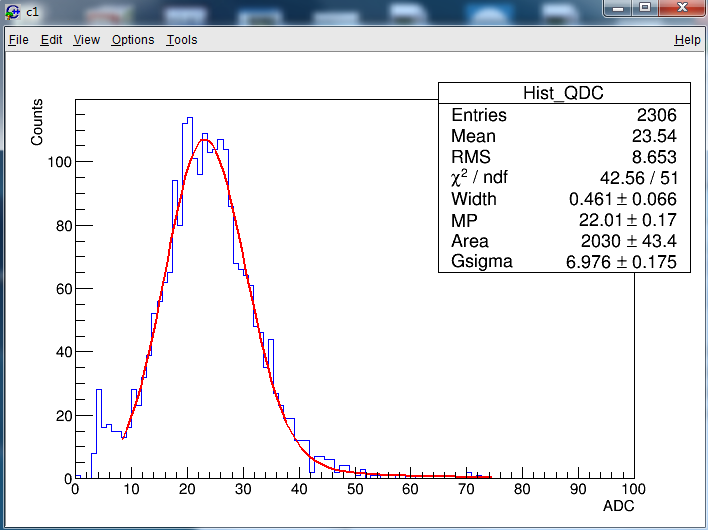 c1
File Edit View Options Tools Help
Hist_QDC
Entries 2306
Mean 23.54
RMS 8.653
χ² / ndf 42.56 / 51
Width 0.461 ± 0.066
MP 22.01 ± 0.17
Area 2030 ± 43.4
Gsigma 6.976 ± 0.175
Counts
100
80
60
40
20
0
0 10 20 30 40 50 60 70 80 90 100
ADC